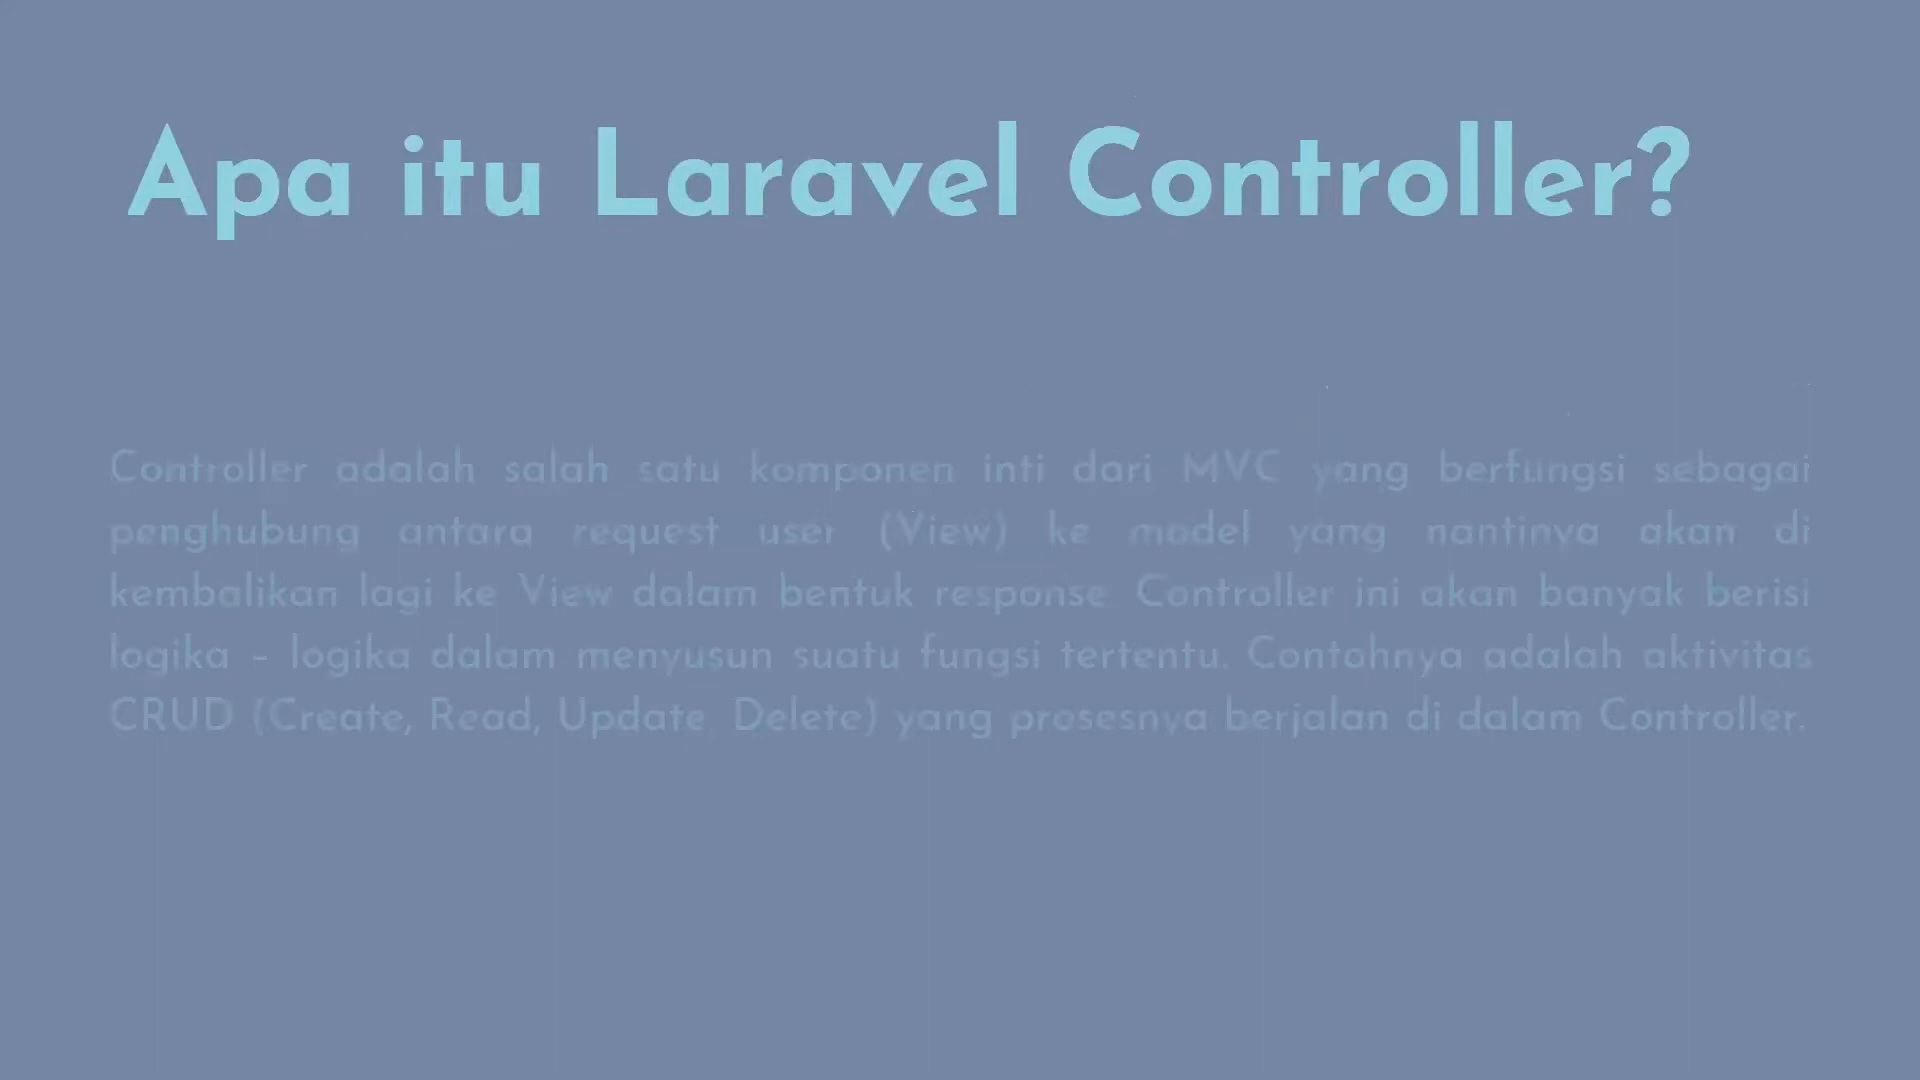 Apa itu Laravel Controller?
Controller adalah salah satu komponen inti dari MVC yang berfungsi sebagai
penghubung antara request user (View) ke model yang nantinya akan di
kembalikan lagi ke View dalam bentuk response. Controller ini akan banyak berisi
logika – logika dalam menyusun suatu fungsi tertentu. Contohnya adalah aktivitas
CRUD (Create, Read, Update, Delete) yang prosesnya berjalan di dalam Controller.